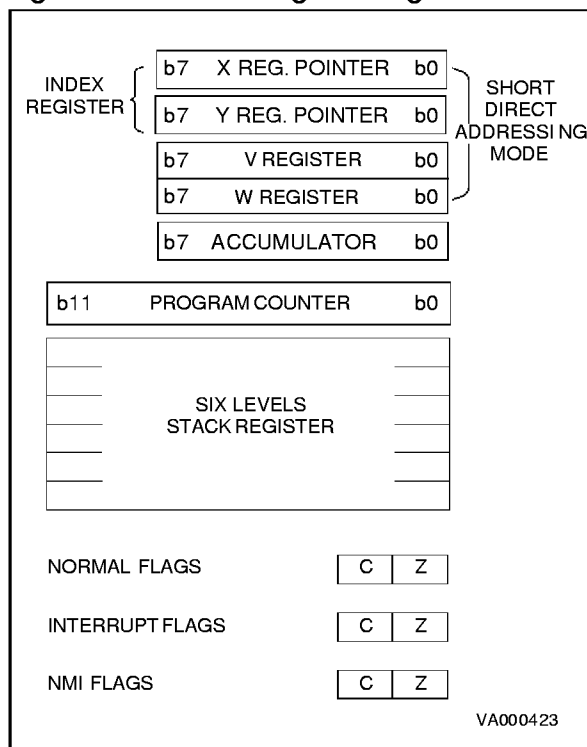 b7 X REG. POINTER b0
INDEX
REGISTER
b7 Y REG. POINTER b0
SHORT
DIRECT
ADDRESSING
MODE
b7 V REGISTER b0
b7 W REGISTER b0
b7 ACCUMULATOR b0
b11 PROGRAM COUNTER b0
SIX LEVELS
STACK REGISTER
NORMAL FLAGS C Z
INTERRUPT FLAGS C Z
NMI FLAGS C Z
VA000423